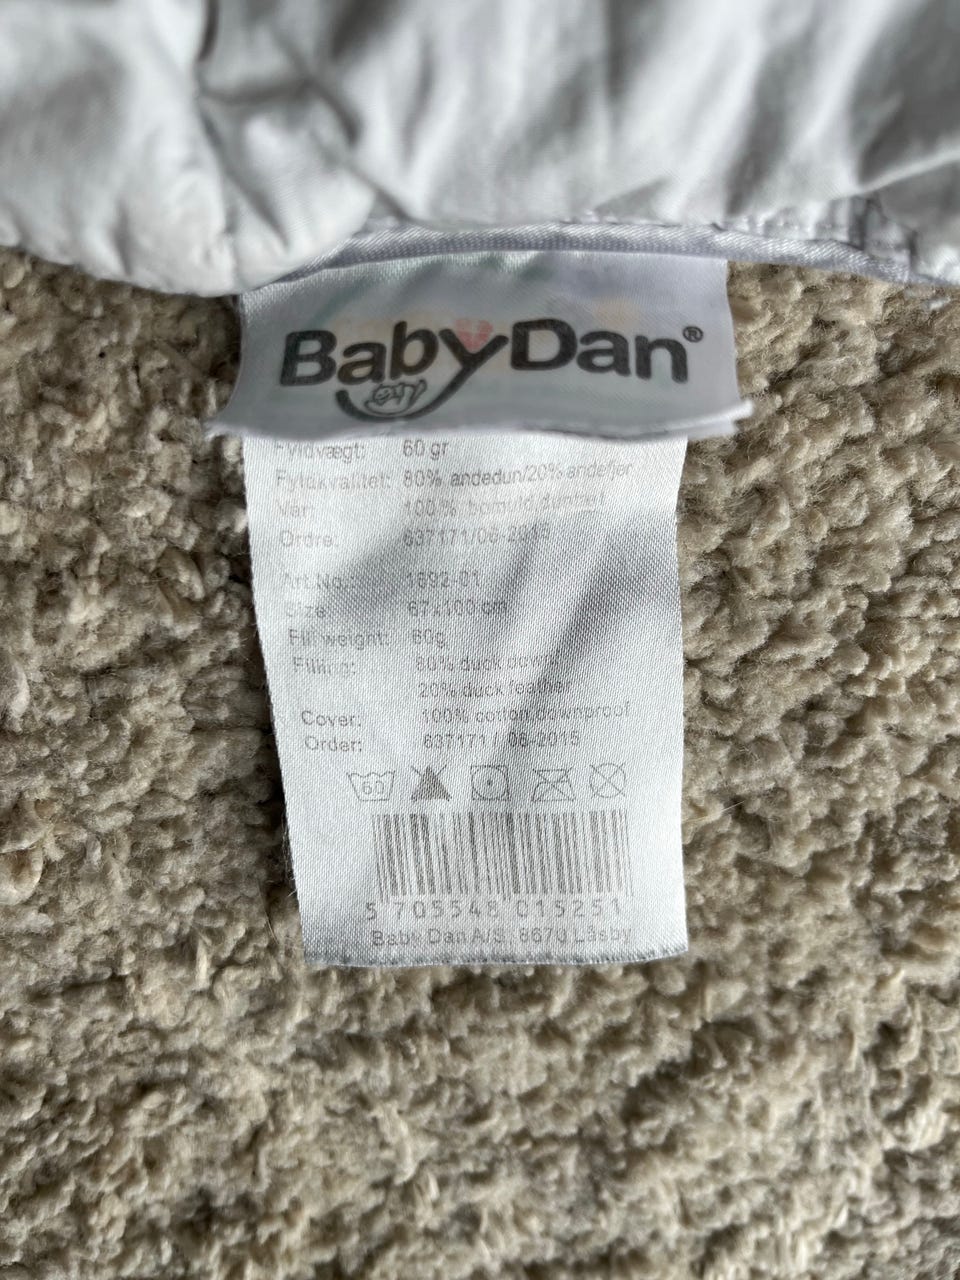 BabyDan®
Fyldvægt: 60 gr
Fyldkvalitet: 80% andedun/20% andefjer
Vår: 100% bomuld, duntæt
Ordre: 637171/06-2015
Art.No.: 1692-01
Size: 67x100 cm
Fill weight: 60g
Filling: 80% duck down
20% duck feather
Cover: 100% cotton, downproof
Order: 637171 / 06-2015
60
5 705548 015251
Baby Dan A/S, 8670 Låsby